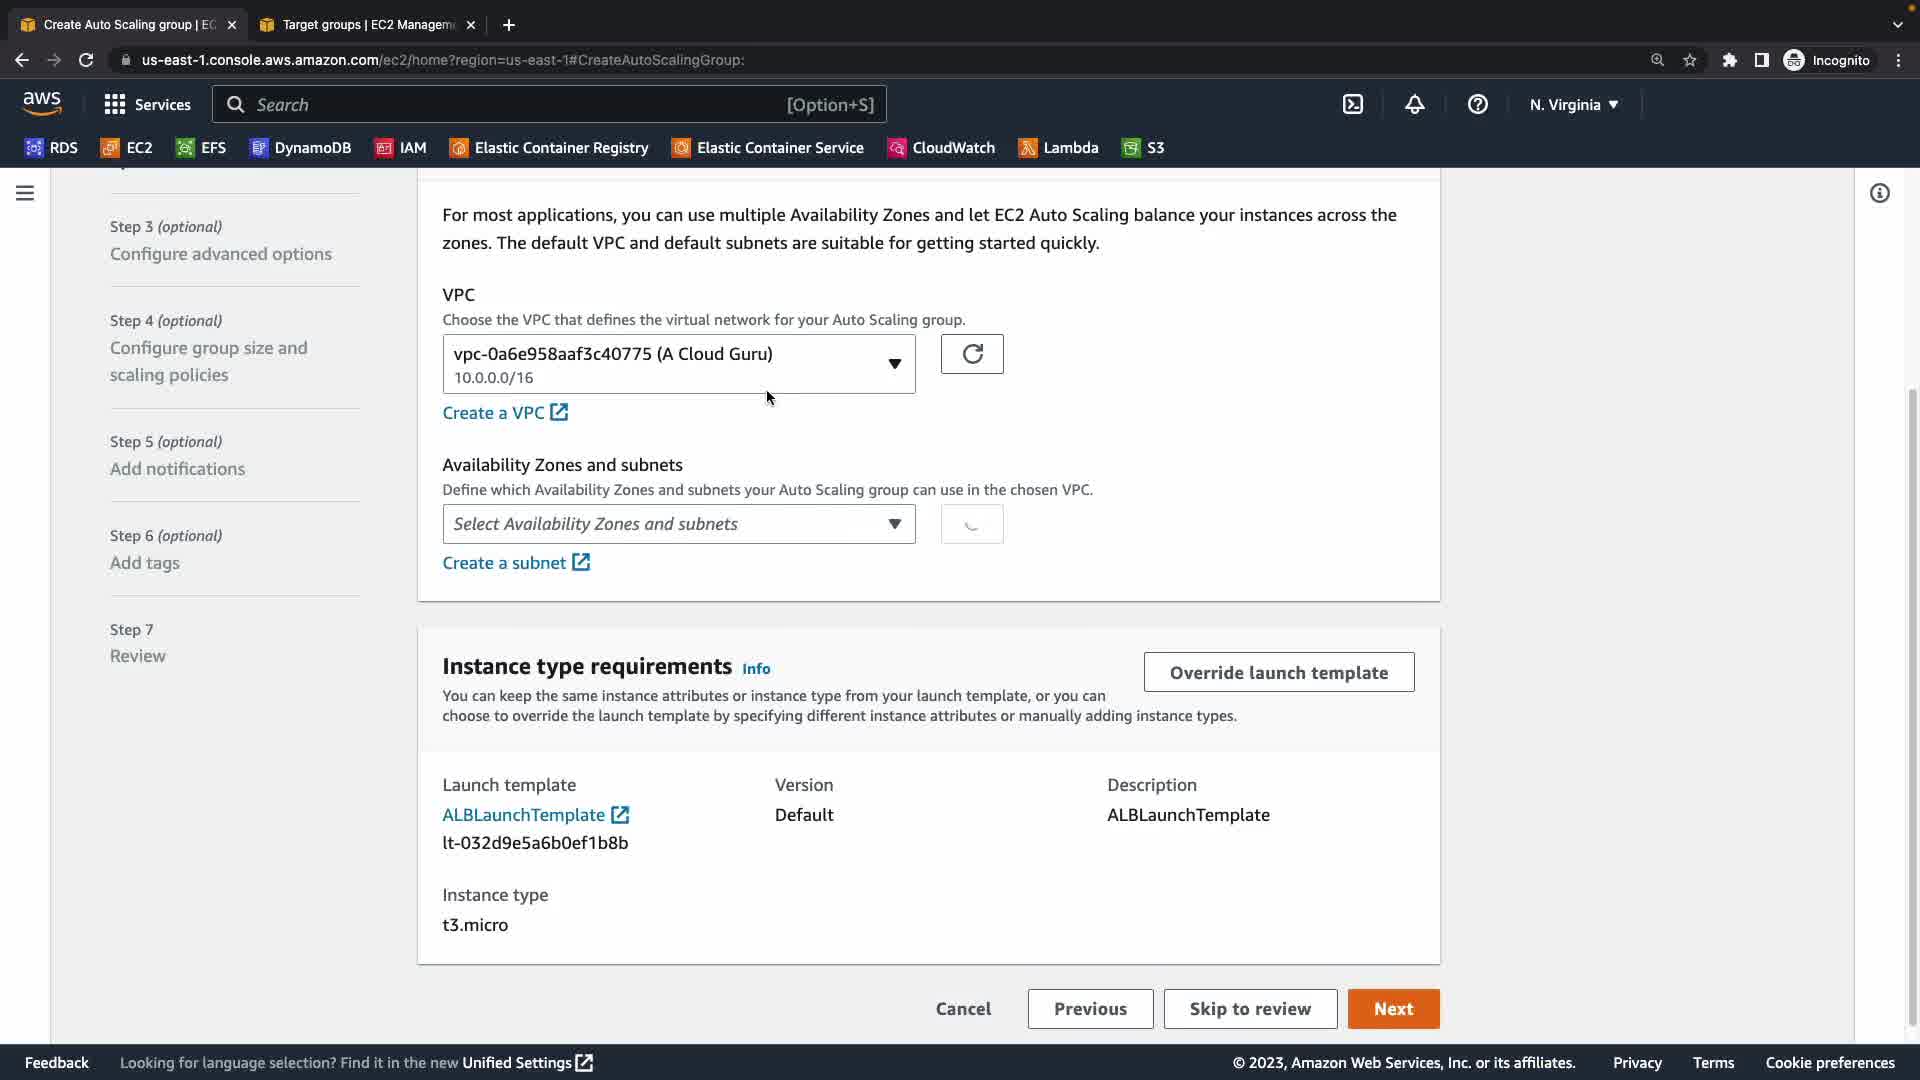 Create Auto Scaling group | EC
Target groups | EC2 Managem
us-east-1.console.aws.amazon.com/ec2/home?region=us-east-1#CreateAutoScalingGroup:
Incognito
aws
Services
Search
[Option+S]
N. Virginia
RDS
EC2
EFS
DynamoDB
IAM
Elastic Container Registry
Elastic Container Service
CloudWatch
Lambda
S3
Step 3 (optional)
Configure advanced options
Step 4 (optional)
Configure group size and
scaling policies
Step 5 (optional)
Add notifications
Step 6 (optional)
Add tags
Step 7
Review
For most applications, you can use multiple Availability Zones and let EC2 Auto Scaling balance your instances across the
zones. The default VPC and default subnets are suitable for getting started quickly.
VPC
Choose the VPC that defines the virtual network for your Auto Scaling group.
vpc-0a6e958aaf3c40775 (A Cloud Guru)
10.0.0.0/16
Create a VPC
Availability Zones and subnets
Define which Availability Zones and subnets your Auto Scaling group can use in the chosen VPC.
Select Availability Zones and subnets
Create a subnet
Instance type requirements Info
Override launch template
You can keep the same instance attributes or instance type from your launch template, or you can
choose to override the launch template by specifying different instance attributes or manually adding instance types.
Launch template
ALBLaunchTemplate
lt-032d9e5a6b0ef1b8b
Version
Default
Description
ALBLaunchTemplate
Instance type
t3.micro
Cancel
Previous
Skip to review
Next
Feedback
Looking for language selection? Find it in the new Unified Settings
© 2023, Amazon Web Services, Inc. or its affiliates.
Privacy
Terms
Cookie preferences